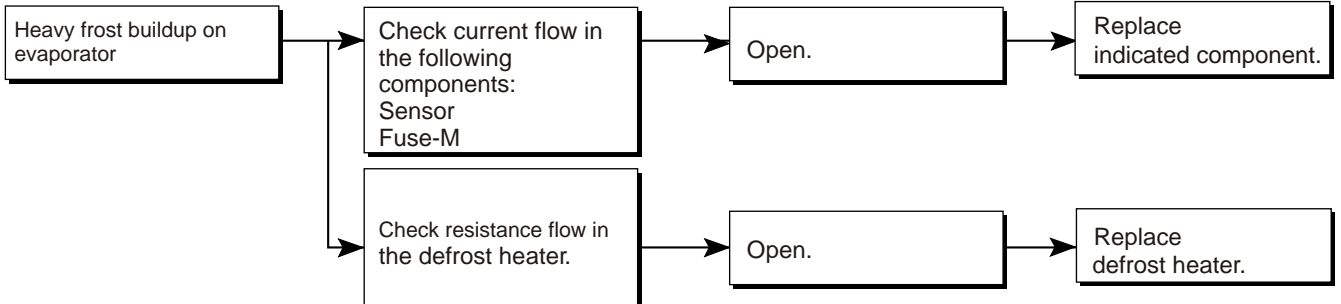 Heavy frost buildup on
evaporator
Check current flow in
the following
components:
Sensor
Fuse-M
Open.
Replace
indicated component.
Check resistance flow in
the defrost heater.
Open.
Replace
defrost heater.